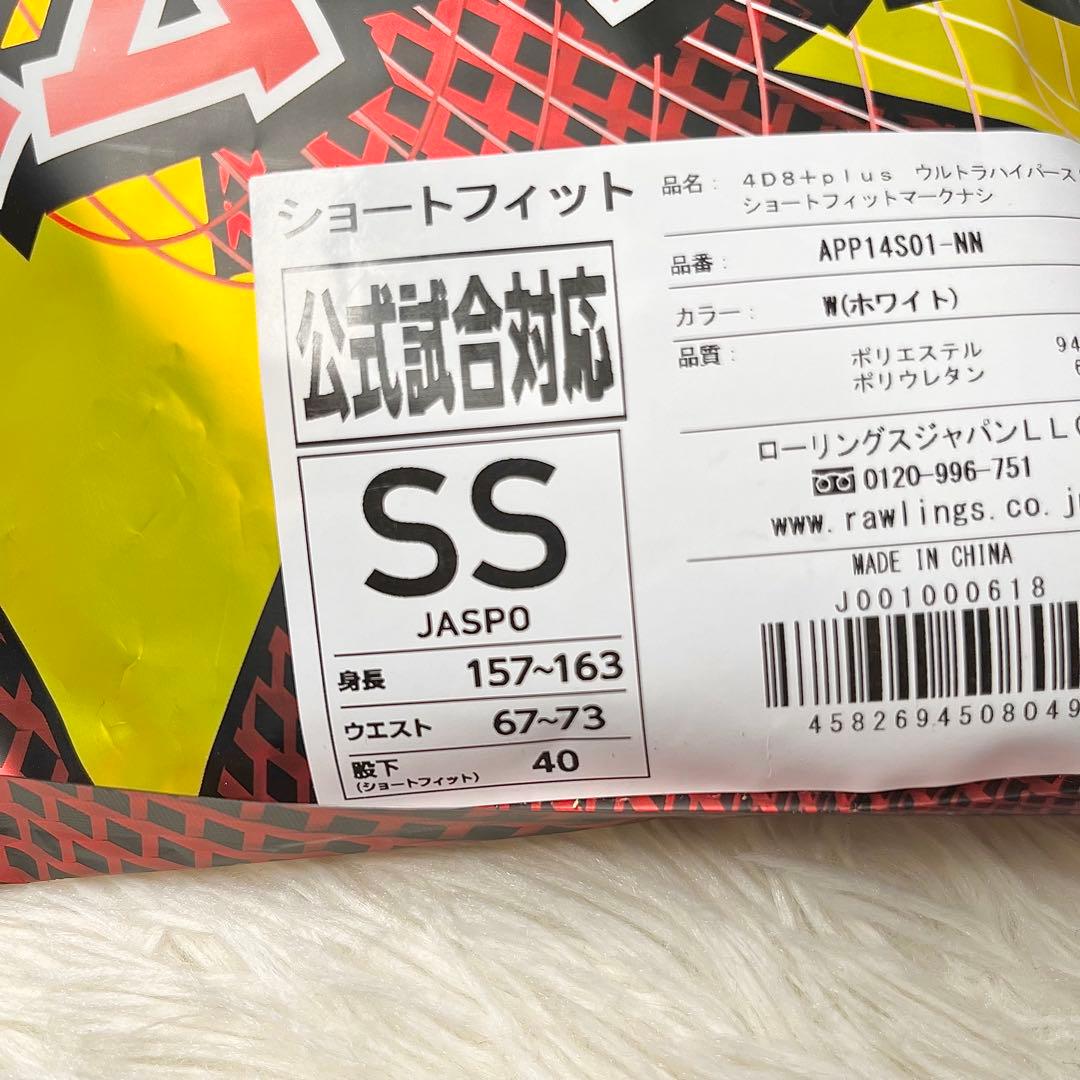 ショートフィット
公式試合対応
SS
JASPO
身長 157~163
ウエスト 67~73
股下 40
(ショートフィット)
品名: 4D8+plus ウルトラハイパース
ショートフィットマークナシ
品番: APP14S01-NN
カラー: W(ホワイト)
品質: ポリエステル 94
ポリウレタン 6
ローリングスジャパンLLC
0120-996-751
www.rawlings.co.j
MADE IN CHINA
J001000618
4582694508049